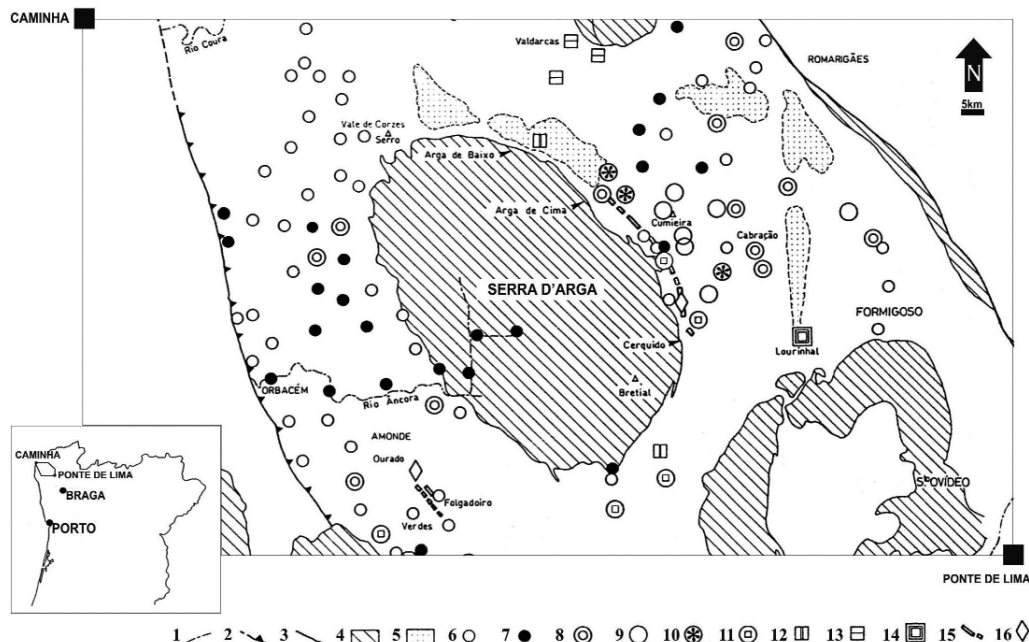 CAMINHA
Rio Coura
Valdarcas
ROMARIGÃES
N
5km
Vale de Corzes
Serro
Arga de Baixo
Arga de Cima
Cumieira
Cabração
SERRA D'ARGA
FORMIGOSO
Cerquido
Lourinhal
Bretial
ORBACÉM
Rio Âncora
AMONDE
Ourado
Folgadoiro
Verdes
S. OVÍDEO
CAMINHA
PONTE DE LIMA
BRAGA
PORTO
PONTE DE LIMA
1 2 3 4 5 6 7 8 9 10 11 12 13 14 15 16